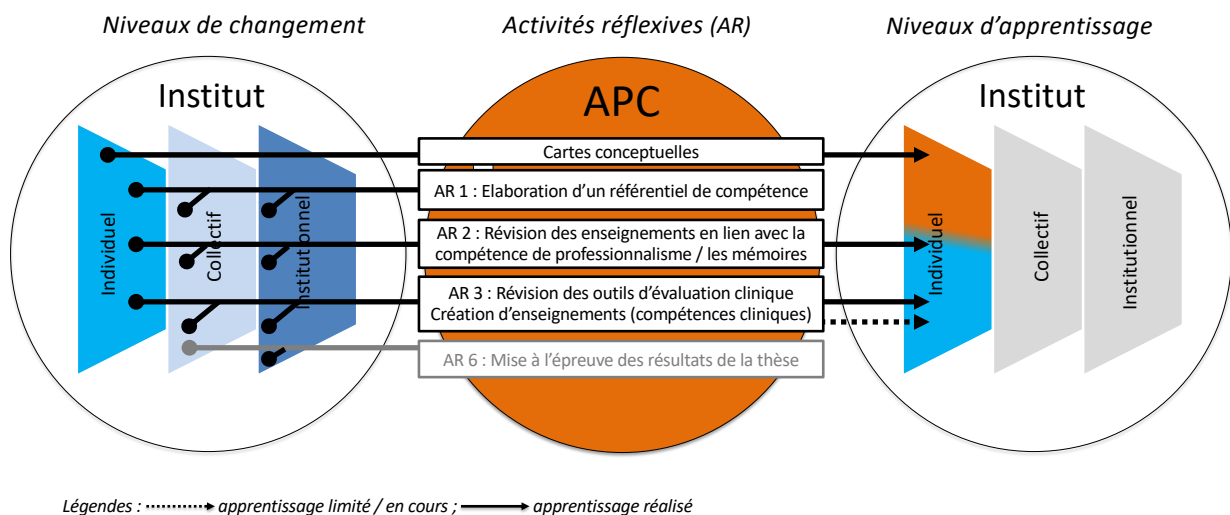 Niveaux de changement
Activités réflexives (AR)
Niveaux d’apprentissage
Institut
APC
Institut
Individuel
Collectif
Institutionnel
Cartes conceptuelles
AR 1 : Elaboration d’un référentiel de compétence
AR 2 : Révision des enseignements en lien avec la
compétence de professionnalisme / les mémoires
AR 3 : Révision des outils d’évaluation clinique
Création d’enseignements (compétences cliniques)
AR 6 : Mise à l’épreuve des résultats de la thèse
Individuel
Collectif
Institutionnel
Légendes : apprentissage limité / en cours ; apprentissage réalisé